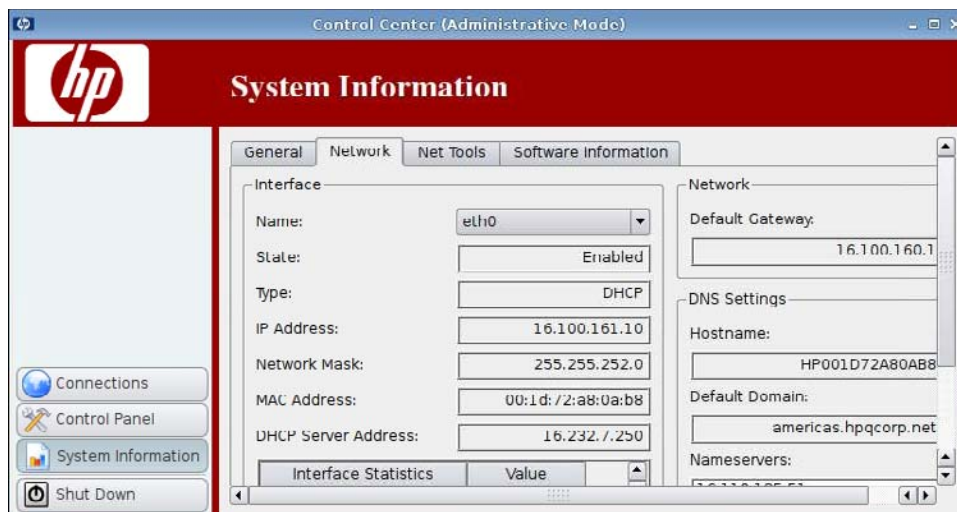 hp
Control Center (Administrative Mode)
hp
System Information
General Network Net Tools Software Information
Interface
Name: eth0
State: Enabled
Type: DHCP
IP Address: 16.100.161.10
Network Mask: 255.255.252.0
MAC Address: 00:1d:72:a8:0a:b8
DHCP Server Address: 16.232.7.250
Interface Statistics Value
Network
Default Gateway:
16.100.160.1
DNS Settings
Hostname:
HP001D72A80AB8
Default Domain:
americas.hpqcorp.net
Nameservers:
Connections
Control Panel
System Information
Shut Down